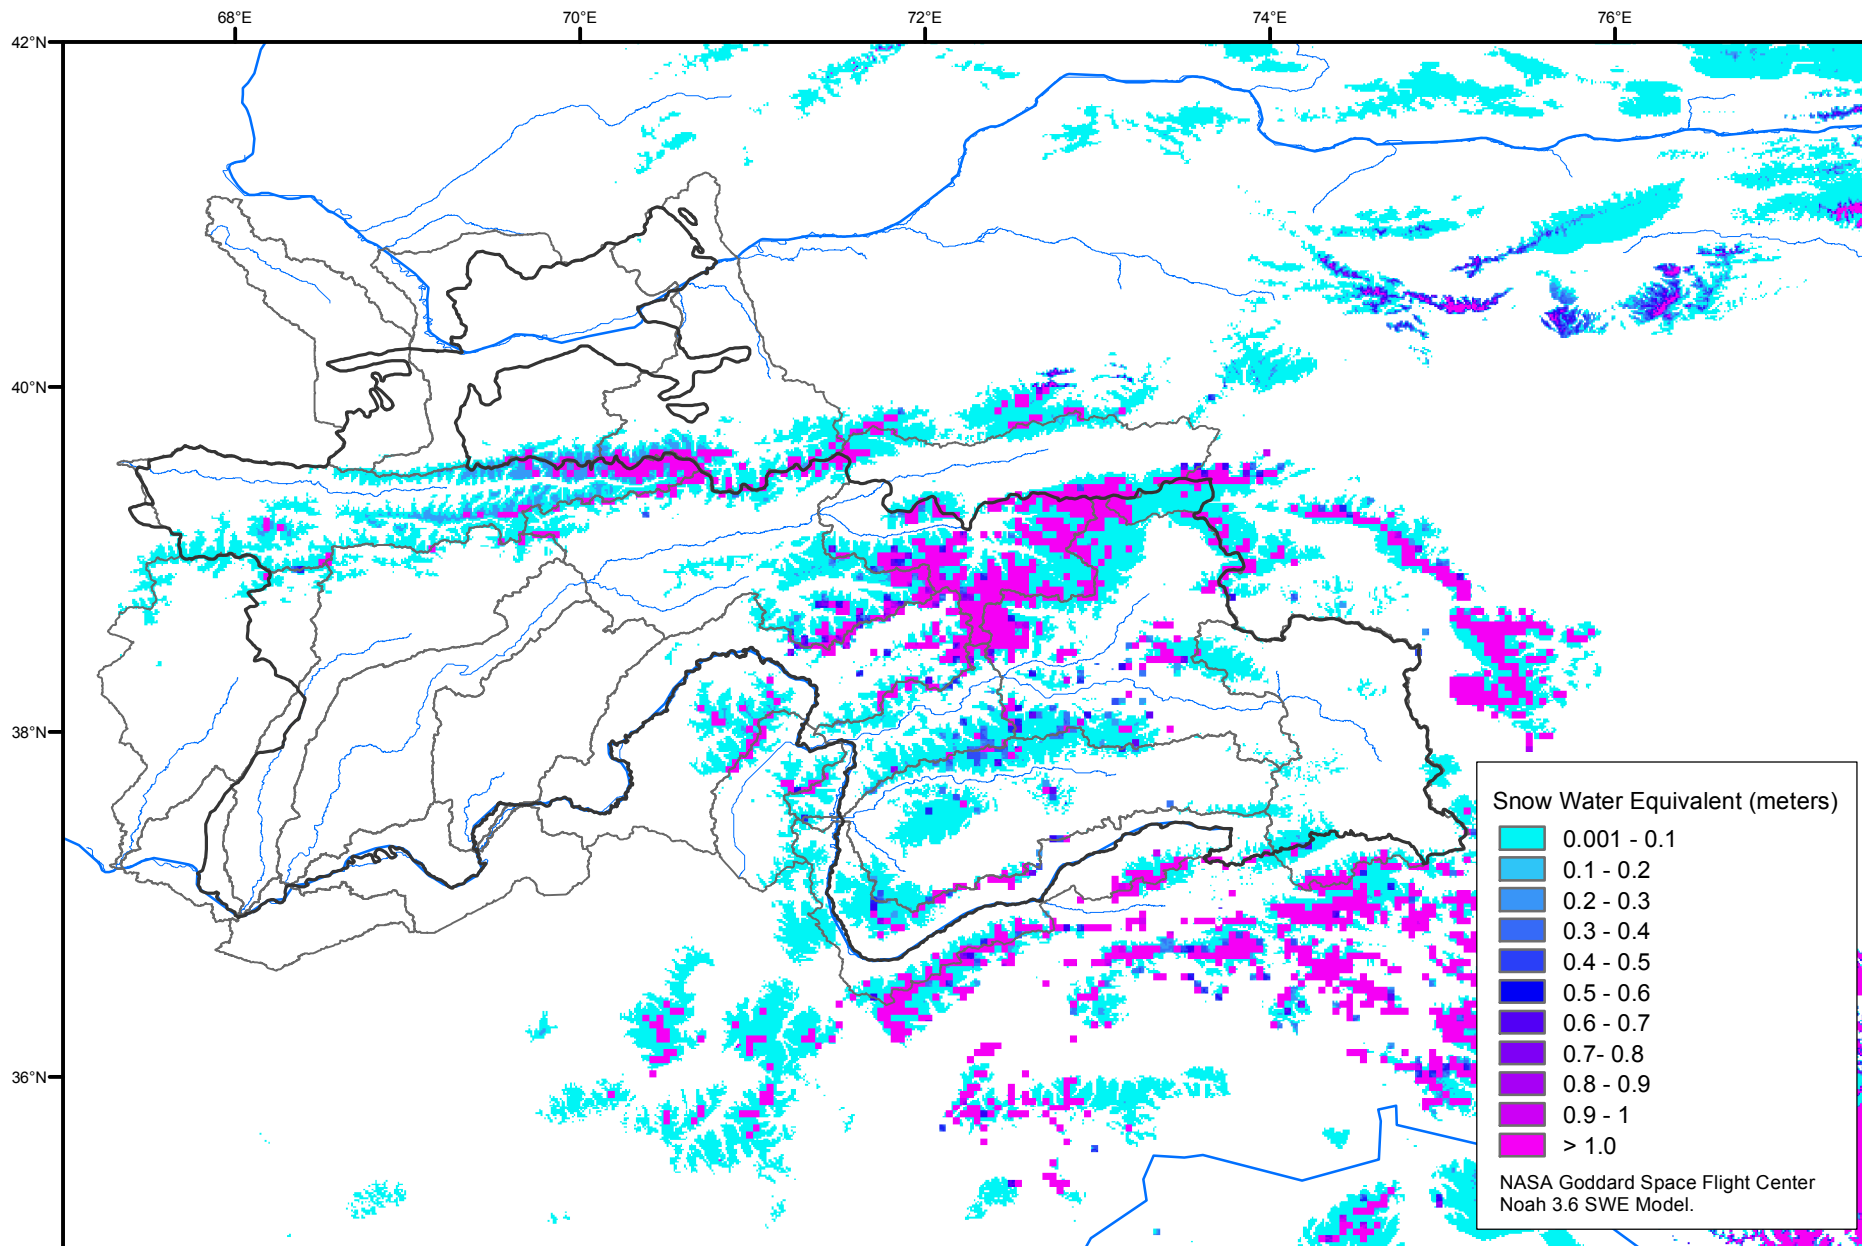 68°E
70°E
72°E
74°E
76°E
42°N
40°N
38°N
36°N
Snow Water Equivalent (meters)
0.001 - 0.1
0.1 - 0.2
0.2 - 0.3
0.3 - 0.4
0.4 - 0.5
0.5 - 0.6
0.6 - 0.7
0.7- 0.8
0.8 - 0.9
0.9 - 1
> 1.0
NASA Goddard Space Flight Center
Noah 3.6 SWE Model.